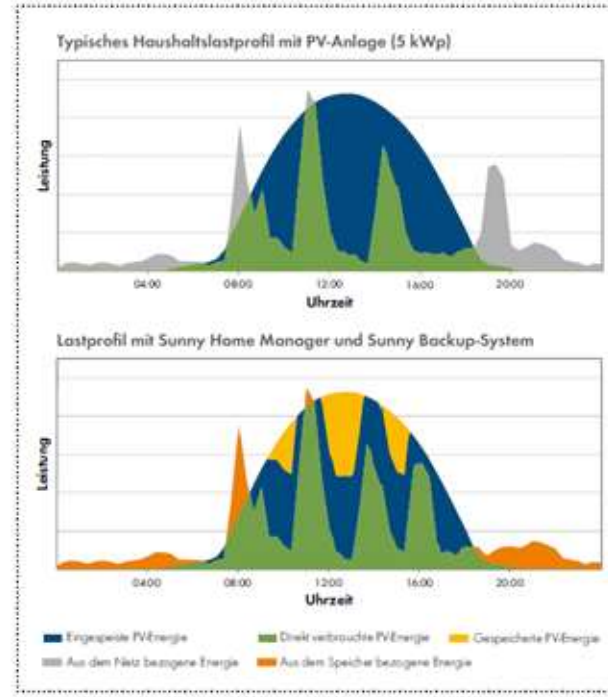 Typisches Haushaltslastprofil mit PV-Anlage (5 kWp)
Leistung
04:00 08:00 12:00 16:00 20:00
Uhrzeit
Lastprofil mit Sunny Home Manager und Sunny Backup-System
Leistung
04:00 08:00 12:00 16:00 20:00
Uhrzeit
Eingespeiste PV-Energie Direkt verbrauchte PV-Energie Gespeicherte PV-Energie
Aus dem Netz bezogene Energie Aus dem Speicher bezogene Energie